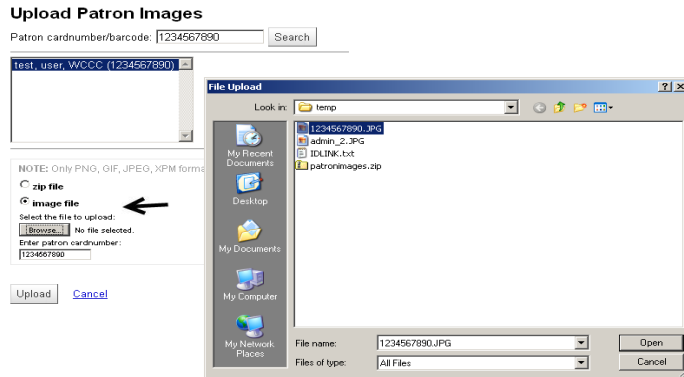 Upload Patron Images
Patron cardnumber/barcode: 1234567890 Search
test, user, WCCC (1234567890)
NOTE: Only PNG, GIF, JPEG, XPM forma
zip file
image file
Select the file to upload:
Browse... No file selected.
Enter patron cardnumber:
1234567890
Upload Cancel
File Upload
Look in: temp
My Recent
Documents
Desktop
My Documents
My Computer
My Network
Places
1234567890.JPG
admin_2.JPG
IDLINK.txt
patronimages.zip
File name: 1234567890.JPG Open
Files of type: All Files Cancel